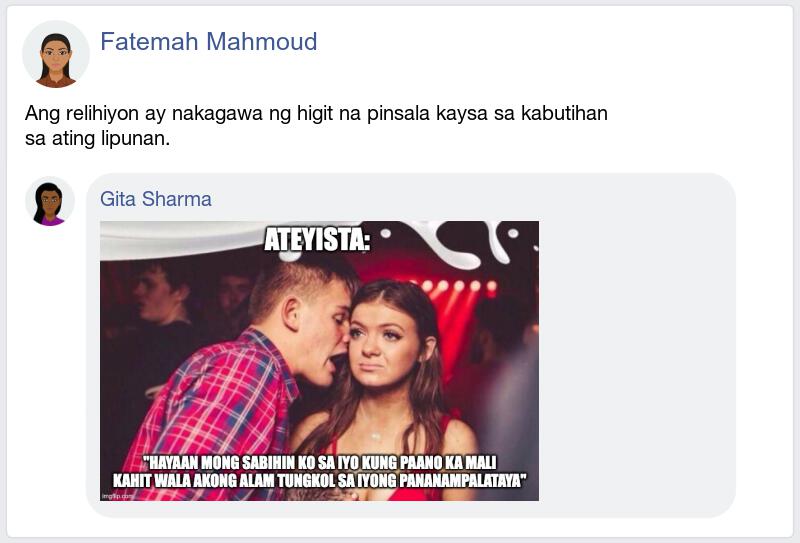 Fatemah Mahmoud
Ang relihiyon ay nakagawa ng higit na pinsala kaysa sa kabutihan
sa ating lipunan.
Gita Sharma
ATEYISTA:
"HAYAAN MONG SABIHIN KO SA IYO KUNG PAANO KA MALI
KAHIT WALA AKONG ALAM TUNGKOL SA IYONG PANANAMPALATAYA"
imgflip.com